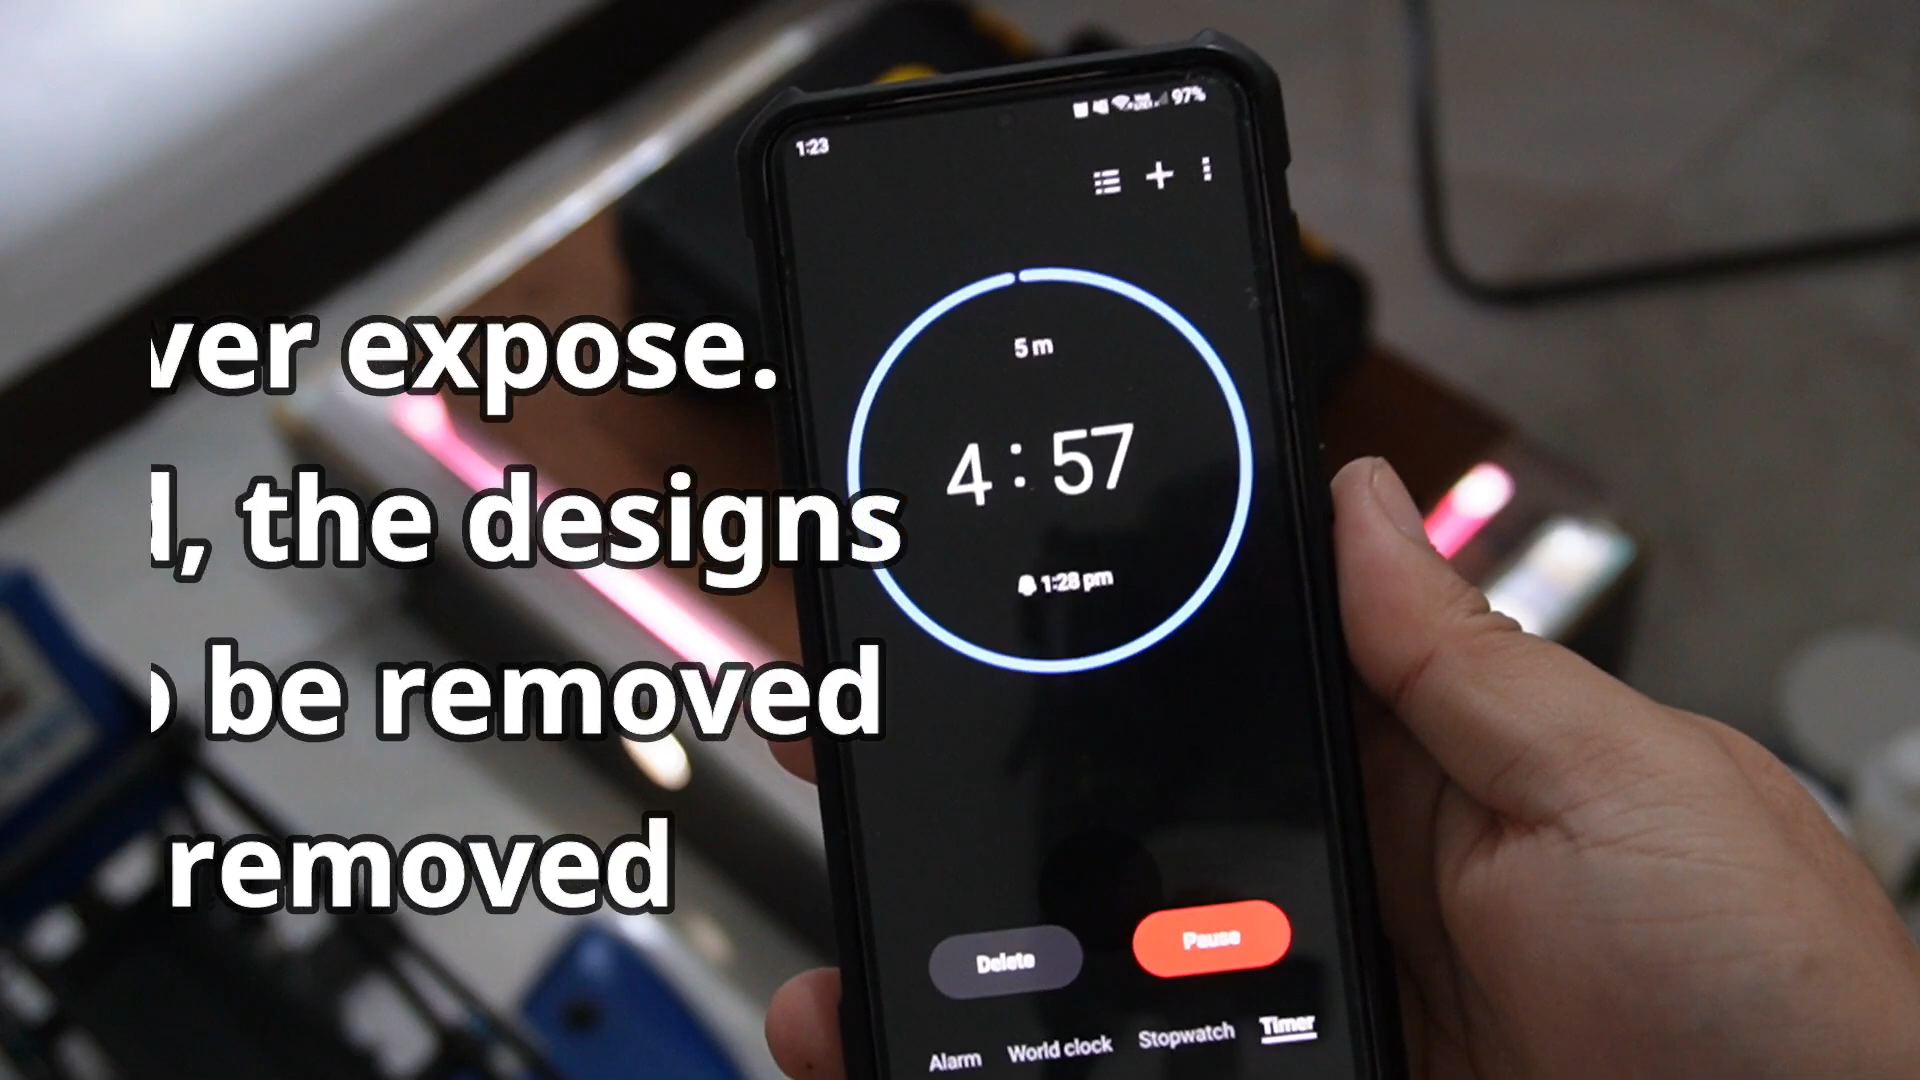 97%
1:23
5 m
4:57
1:28 pm
Delete
Pause
Alarm World clock Stopwatch Timer
ver expose.
, the designs
be removed
removed